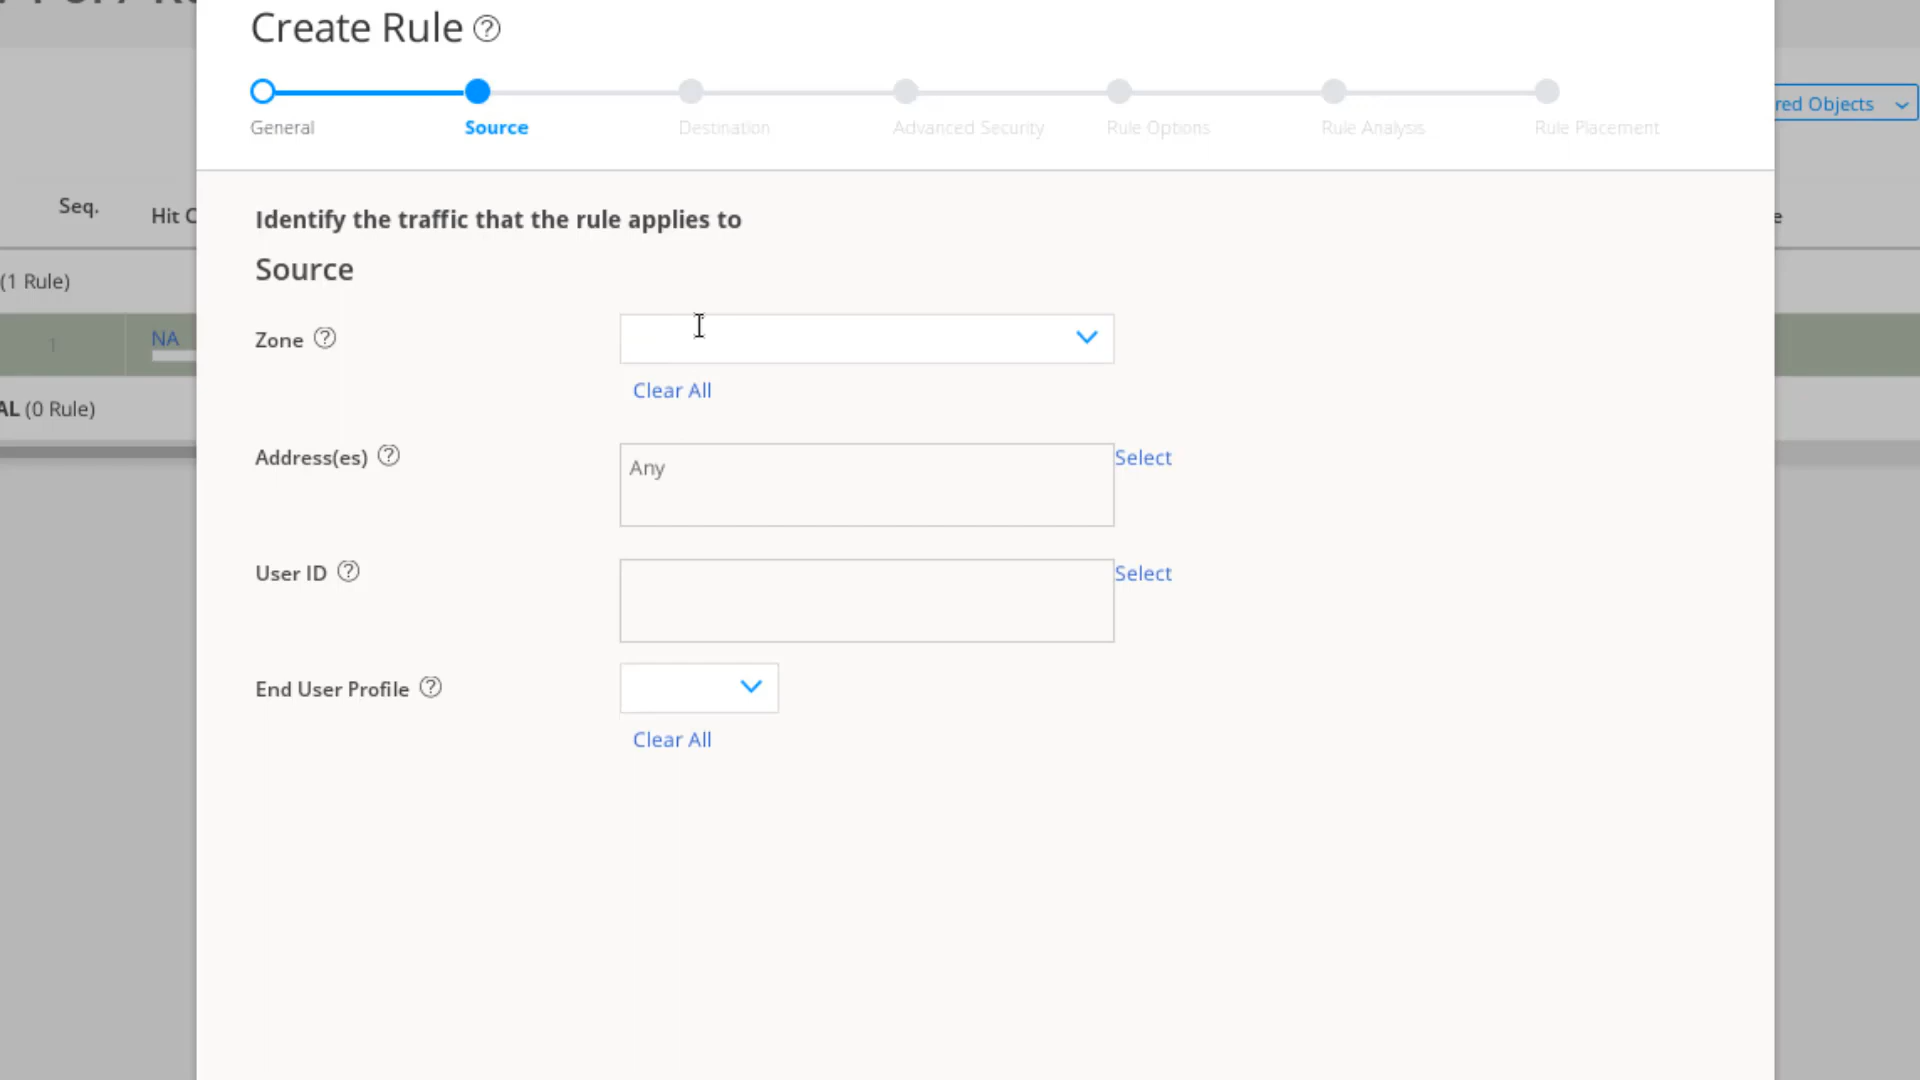 Create Rule
General
Source
Destination
Advanced Security
Rule Options
Rule Analysis
Rule Placement
red Objects
Seq.
Hit C
e
Identify the traffic that the rule applies to
Source
(1 Rule)
1
NA
Zone
Clear All
AL (0 Rule)
Address(es)
Any
Select
User ID
Select
End User Profile
Clear All